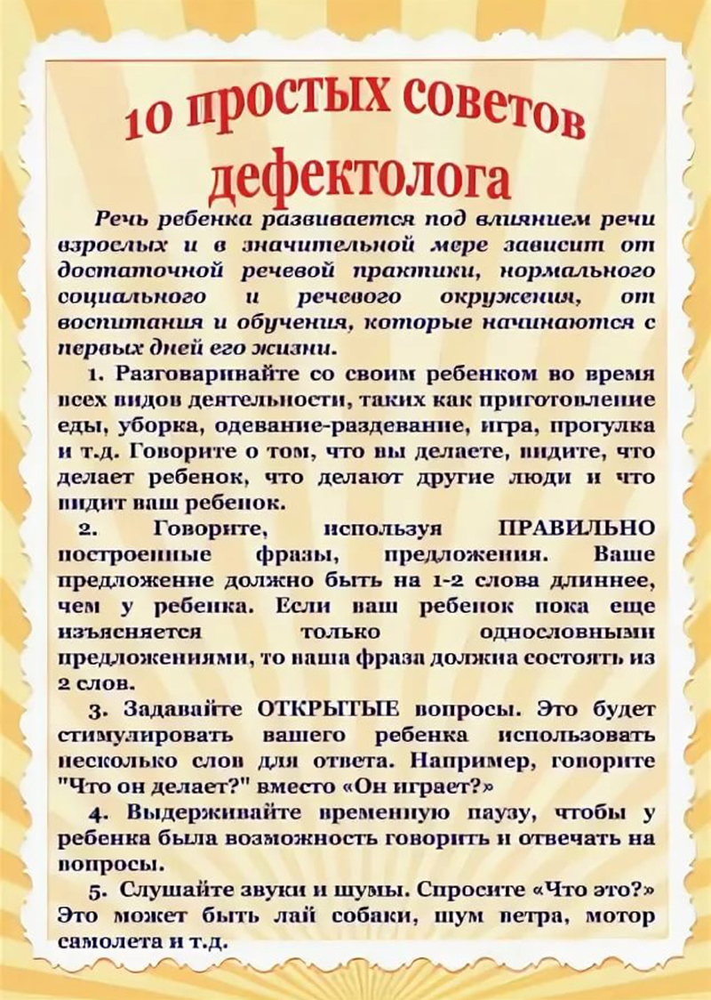 10 простых советов
дефектолога
Речь ребенка развивается под влиянием речи
взрослых и в значительной мере зависит от
достаточной речевой практики, нормального
социального и речевого окружения, от
воспитания и обучения, которые начинаются с
первых дней его жизни.
1. Разговаривайте со своим ребенком во время
всех видов деятельности, таких как приготовление
еды, уборка, одевание-раздевание, игра, прогулка
и т.д. Говорите о том, что вы делаете, видите, что
делает ребенок, что делают другие люди и что
видит ваш ребенок.
2. Говорите, используя ПРАВИЛЬНО
построенные фразы, предложения. Ваше
предложение должно быть на 1-2 слова длиннее,
чем у ребенка. Если ваш ребенок пока еще
изъясняется только однословными
предложениями, то ваша фраза должна состоять из
2 слов.
3. Задавайте ОТКРЫТЫЕ вопросы. Это будет
стимулировать вашего ребенка использовать
несколько слов для ответа. Например, говорите
"Что он делает?" вместо «Он играет?»
4. Выдерживайте временную паузу, чтобы у
ребенка была возможность говорить и отвечать на
вопросы.
5. Слушайте звуки и шумы. Спросите «Что это?»
Это может быть лай собаки, шум ветра, мотор
самолета и т.д.